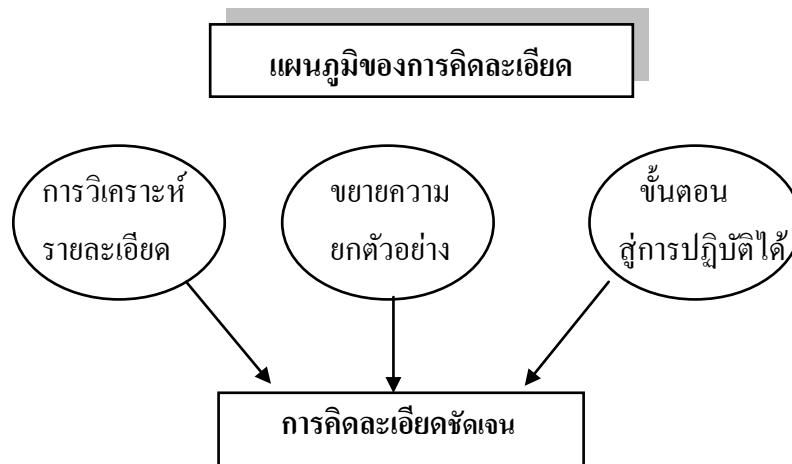 แผนภูมิของการคิดละเอียด
การวิเคราะห์
รายละเอียด
ขยายความ
ยกตัวอย่าง
ขั้นตอน
สู่การปฏิบัติได้
การคิดละเอียดชัดเจน